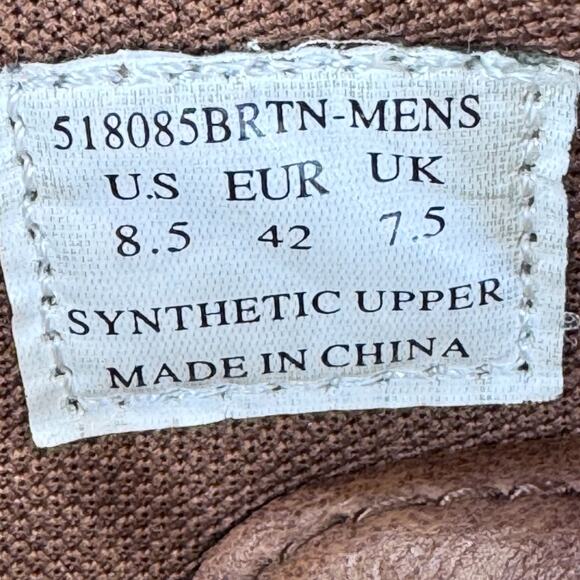 518085BRTN-MENS
U.S EUR UK
8.5 42 7.5
SYNTHETIC UPPER
MADE IN CHINA